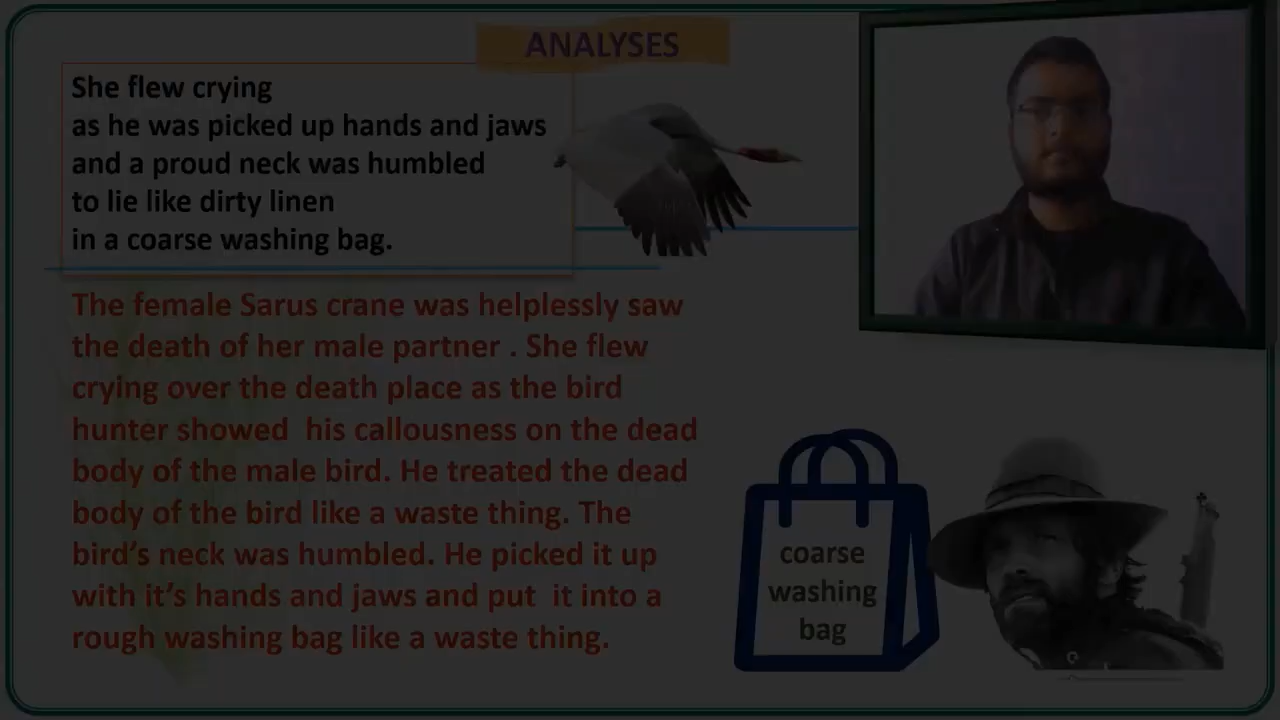 ANALYSES
She flew crying
as he was picked up hands and jaws
and a proud neck was humbled
to lie like dirty linen
in a coarse washing bag.
The female Sarus crane was helplessly saw
the death of her male partner . She flew
crying over the death place as the bird
hunter showed  his callousness on the dead
body of the male bird. He treated the dead
body of the bird like a waste thing. The
bird’s neck was humbled. He picked it up
with it’s hands and jaws and put  it into a
rough washing bag like a waste thing.
coarse
washing
bag